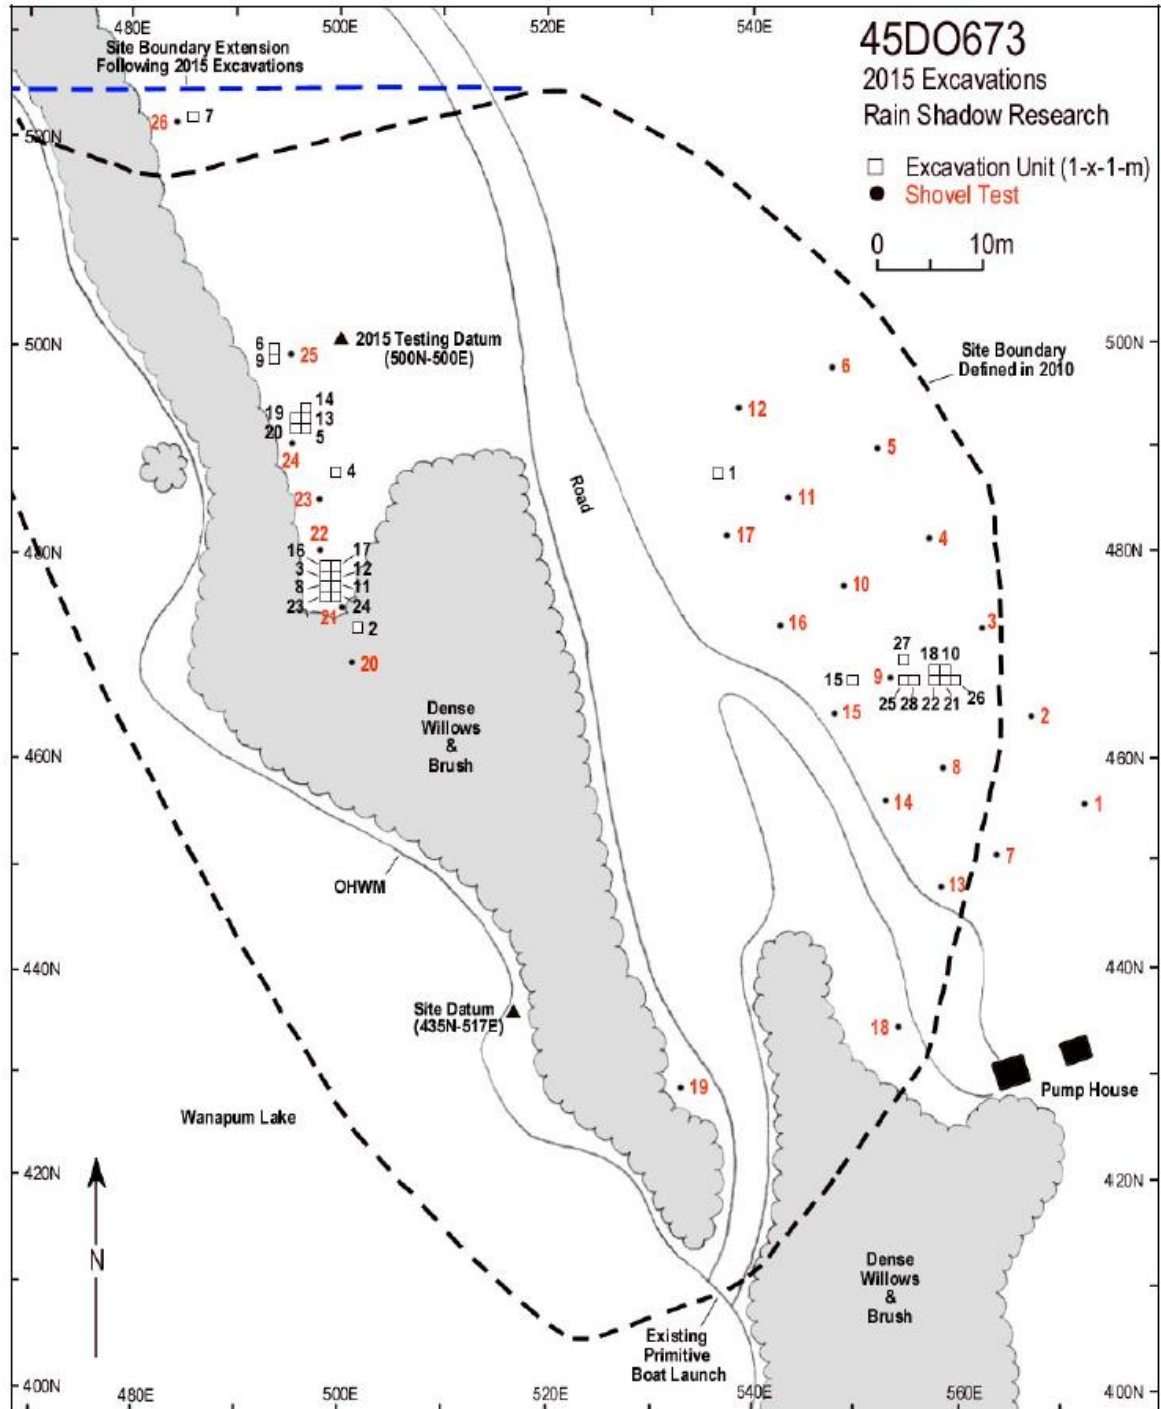 480E 500E 520E 540E
45DO673
2015 Excavations
Rain Shadow Research
Excavation Unit (1-x-1-m)
Shovel Test
0 10m
Site Boundary Extension
Following 2015 Excavations
26 7
520N
500N
6
9
25
2015 Testing Datum
(500N-500E)
500N
Site Boundary
Defined in 2010
6
12
14
19 13
20 5
24
5
4
1
23
11
Road
22
17
4
480N
480N
16 17
3 12
8 11
23 24
21
2
20
10
16
3
27 18 10
15
9
25 28 22 21 26
15
2
Dense
Willows
&
Brush
460N
460N
8
14
1
7
13
OHWM
440N
440N
Site Datum
(435N-517E)
18
19
Pump House
Wanapum Lake
420N
420N
N
Dense
Willows
&
Brush
Existing
Primitive
Boat Launch
400N
400N
480E 500E 520E 540E 560E